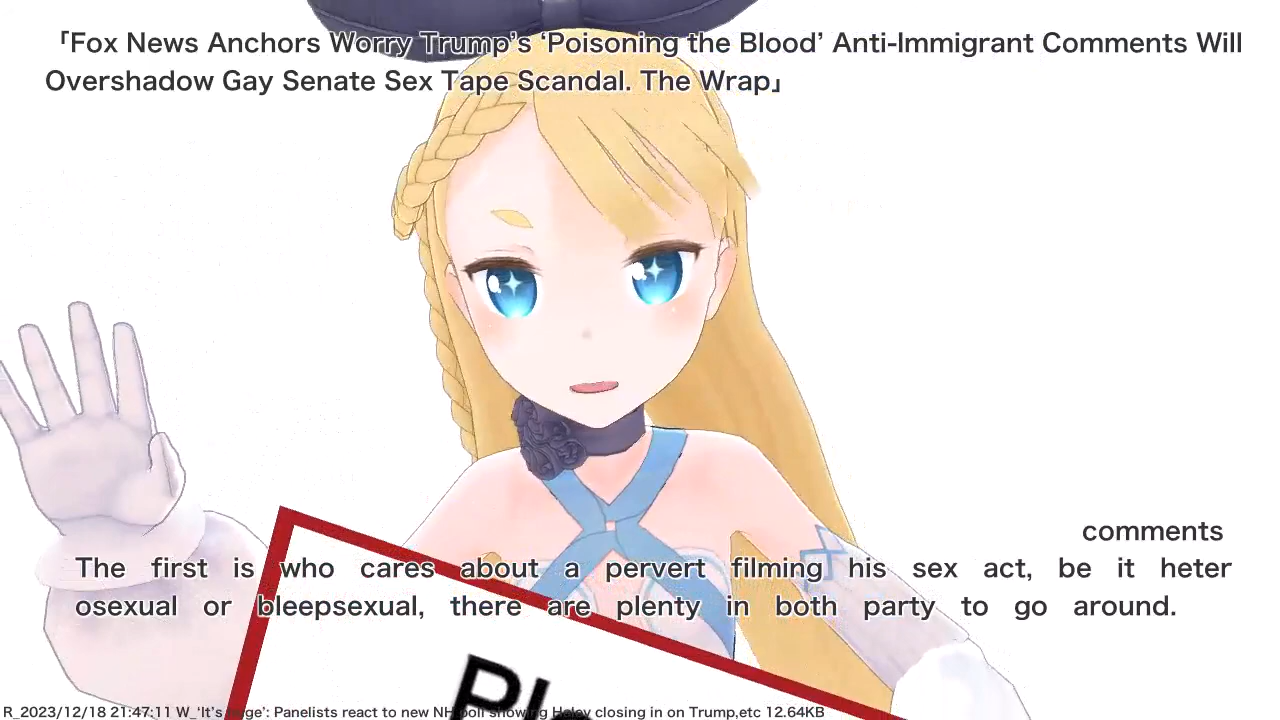 「Fox News Anchors Worry Trump's ‘Poisoning the Blood’ Anti-Immigrant Comments Will
Overshadow Gay Senate Sex Tape Scandal. The Wrap」
comments
The first is who cares about a pervert filming his sex act, be it heter
osexual or bleepsexual, there are plenty in both party to go around.
R_2023/12/18 21:47:11 W_‘It's huge’: Panelists react to new NH poll showing Haley closing in on Trump,etc 12.64KB